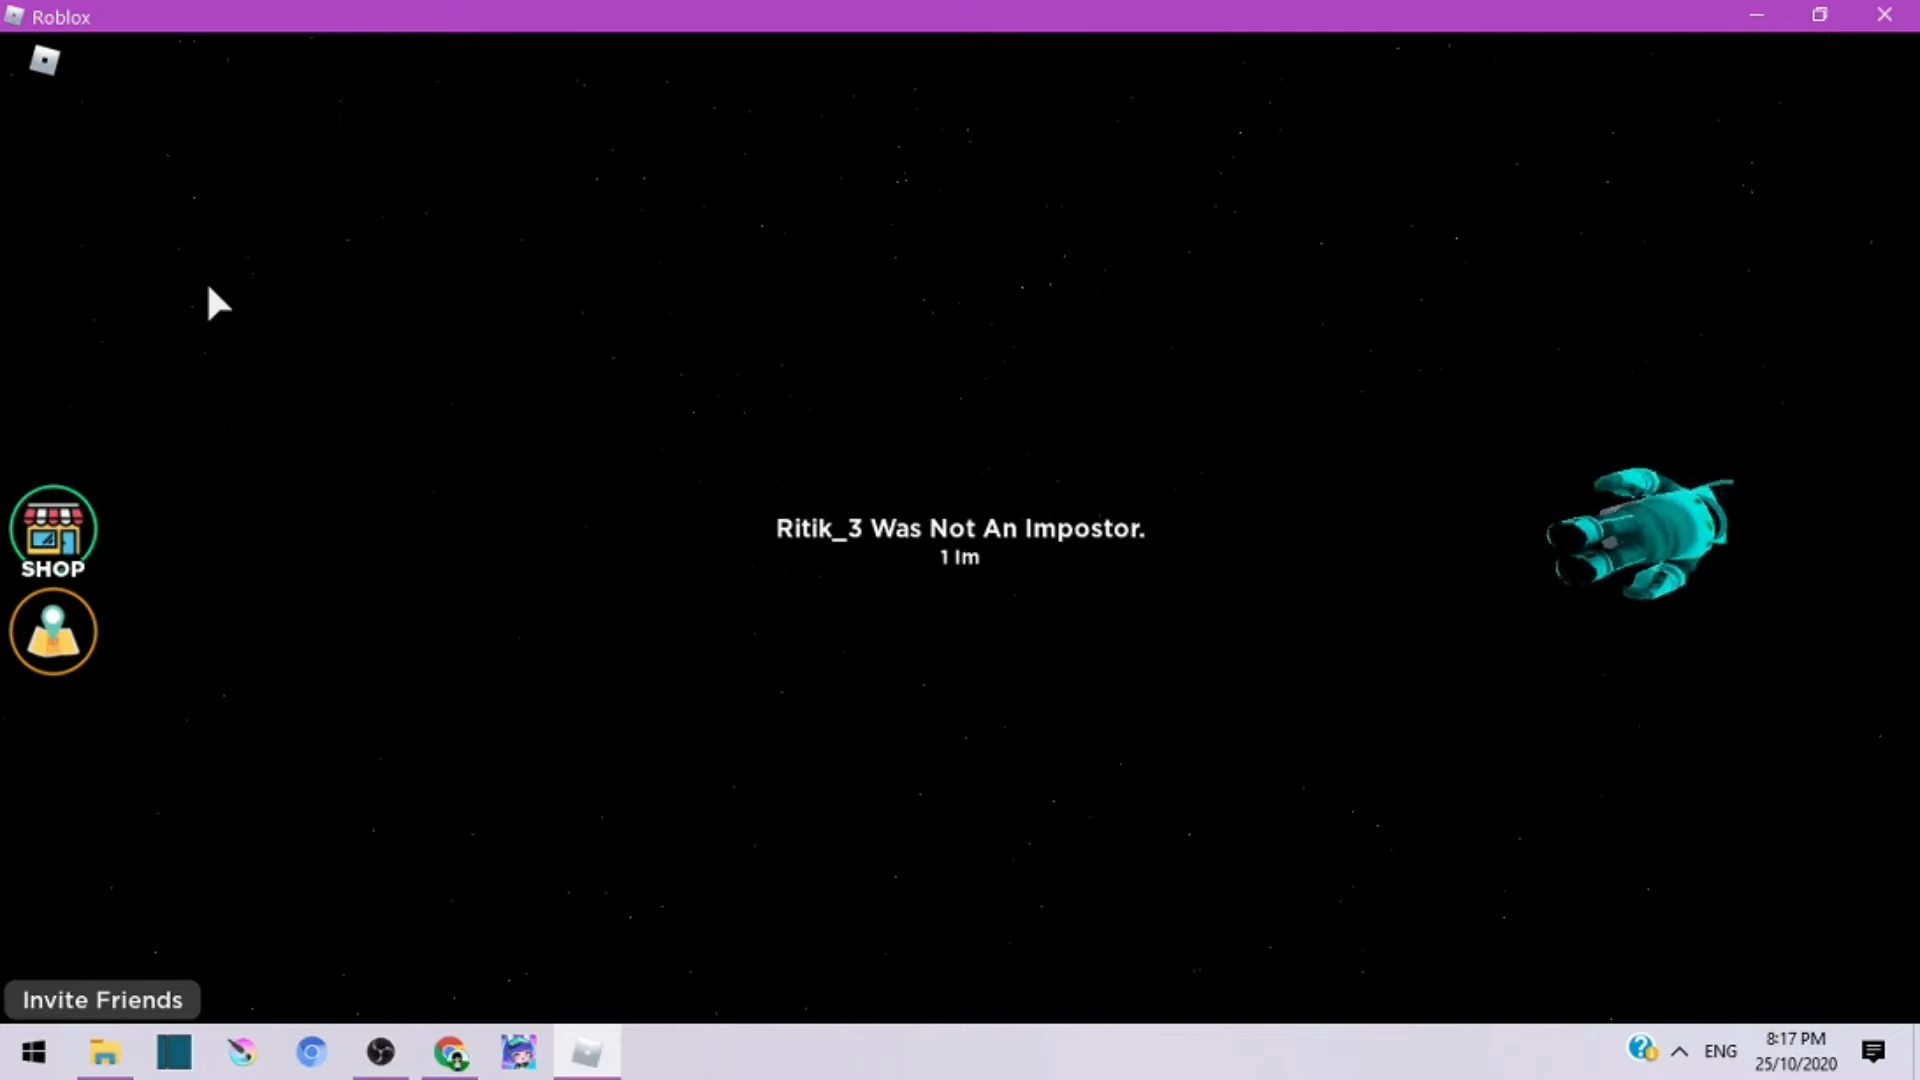 Roblox
Ritik_3 Was Not An Impostor.
1 Im
SHOP
Invite Friends
ENG
8:17 PM
25/10/2020